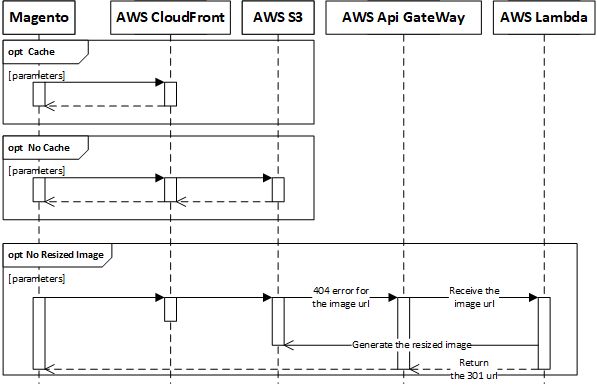 Magento
AWS CloudFront
AWS S3
AWS Api GateWay
AWS Lambda
opt Cache
[parameters]
opt No Cache
[parameters]
opt No Resized Image
[parameters]
404 error for
the image url
Receive the
image url
Generate the resized image
Return
the 301 url